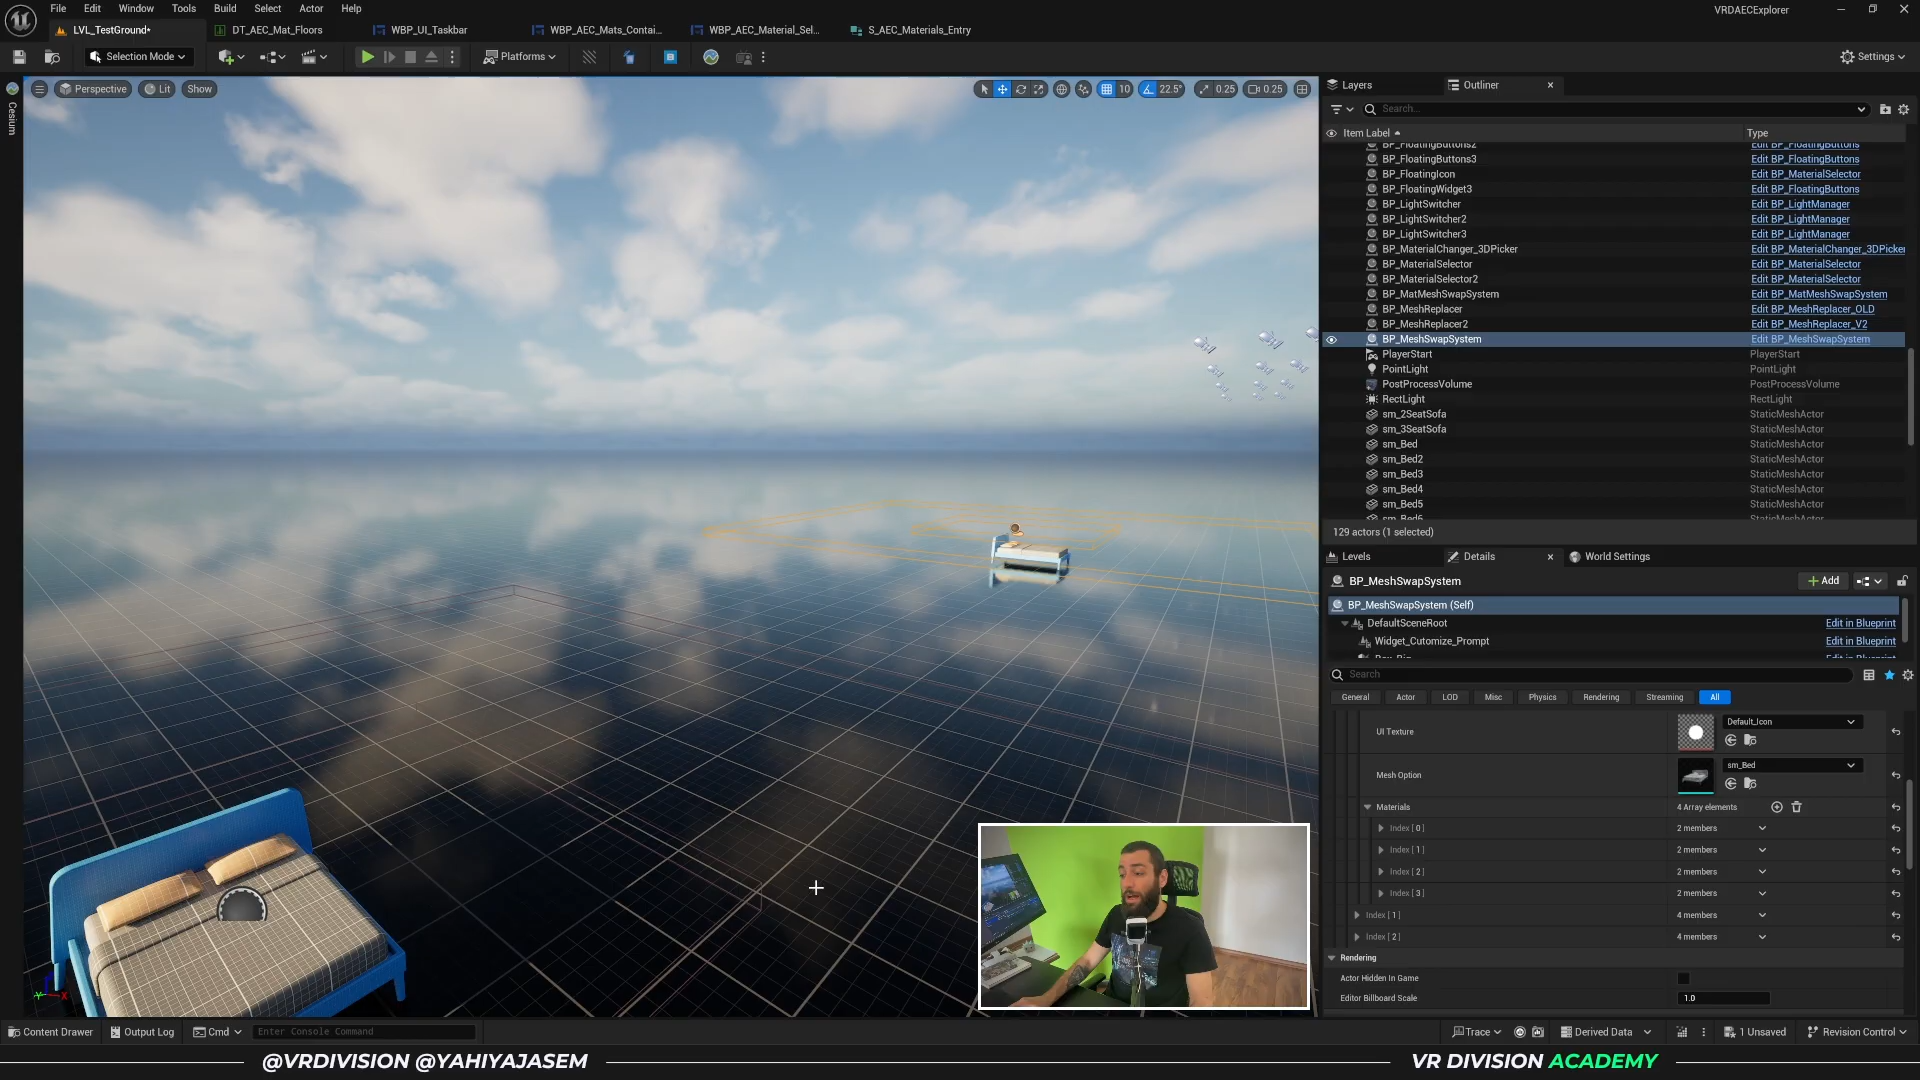 File Edit Window Tools Build Select Actor Help
VRDAECExplorer
LVL_TestGround*
DT_AEC_Mat_Floors
WBP_UI_Taskbar
WBP_AEC_Mats_Contai...
WBP_AEC_Material_Sel...
S_AEC_Materials_Entry
Selection Mode
Platforms
Settings
Cesium
Perspective
Lit
Show
10
22.5°
0.25
0.25
Layers
Outliner
Search...
Item Label
Type
BP_FloatingButtons2 Edit BP_FloatingButtons
BP_FloatingButtons3 Edit BP_FloatingButtons
BP_FloatingIcon Edit BP_MaterialSelector
BP_FloatingWidget3 Edit BP_FloatingButtons
BP_LightSwitcher Edit BP_LightManager
BP_LightSwitcher2 Edit BP_LightManager
BP_LightSwitcher3 Edit BP_LightManager
BP_MaterialChanger_3DPicker Edit BP_MaterialChanger_3DPicker
BP_MaterialSelector Edit BP_MaterialSelector
BP_MaterialSelector2 Edit BP_MaterialSelector
BP_MatMeshSwapSystem Edit BP_MatMeshSwapSystem
BP_MeshReplacer Edit BP_MeshReplacer_OLD
BP_MeshReplacer2 Edit BP_MeshReplacer_V2
BP_MeshSwapSystem Edit BP_MeshSwapSystem
PlayerStart PlayerStart
PointLight PointLight
PostProcessVolume PostProcessVolume
RectLight RectLight
sm_2SeatSofa StaticMeshActor
sm_3SeatSofa StaticMeshActor
sm_Bed StaticMeshActor
sm_Bed2 StaticMeshActor
sm_Bed3 StaticMeshActor
sm_Bed4 StaticMeshActor
sm_Bed5 StaticMeshActor
sm_Bed6 StaticMeshActor
129 actors (1 selected)
Levels
Details
World Settings
BP_MeshSwapSystem
Add
BP_MeshSwapSystem (Self)
DefaultSceneRoot Edit in Blueprint
Widget_Cutomize_Prompt Edit in Blueprint
Edit in Blueprint
Search
General Actor LOD Misc Physics Rendering Streaming All
UI Texture Default_Icon
Mesh Option sm_Bed
Materials 4 Array elements
Index [ 0 ] 2 members
Index [ 1 ] 2 members
Index [ 2 ] 2 members
Index [ 3 ] 2 members
Index [ 1 ] 4 members
Index [ 2 ] 4 members
Rendering
Actor Hidden In Game
Editor Billboard Scale 1.0
Content Drawer
Output Log
Cmd
Enter Console Command
Trace
Derived Data
1 Unsaved
Revision Control
@VRDIVISION @YAHIYAJASEM
VR DIVISION ACADEMY